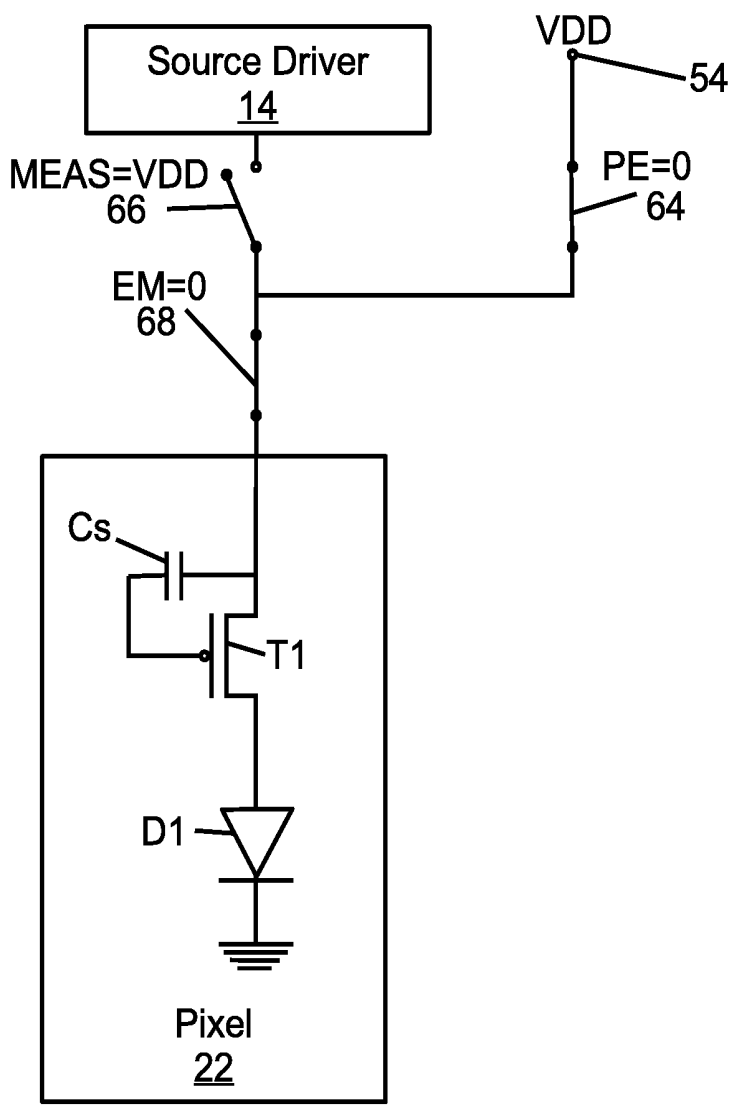 Source Driver
14
VDD
54
MEAS=VDD
66
PE=0
64
EM=0
68
Cs
T1
D1
Pixel
22